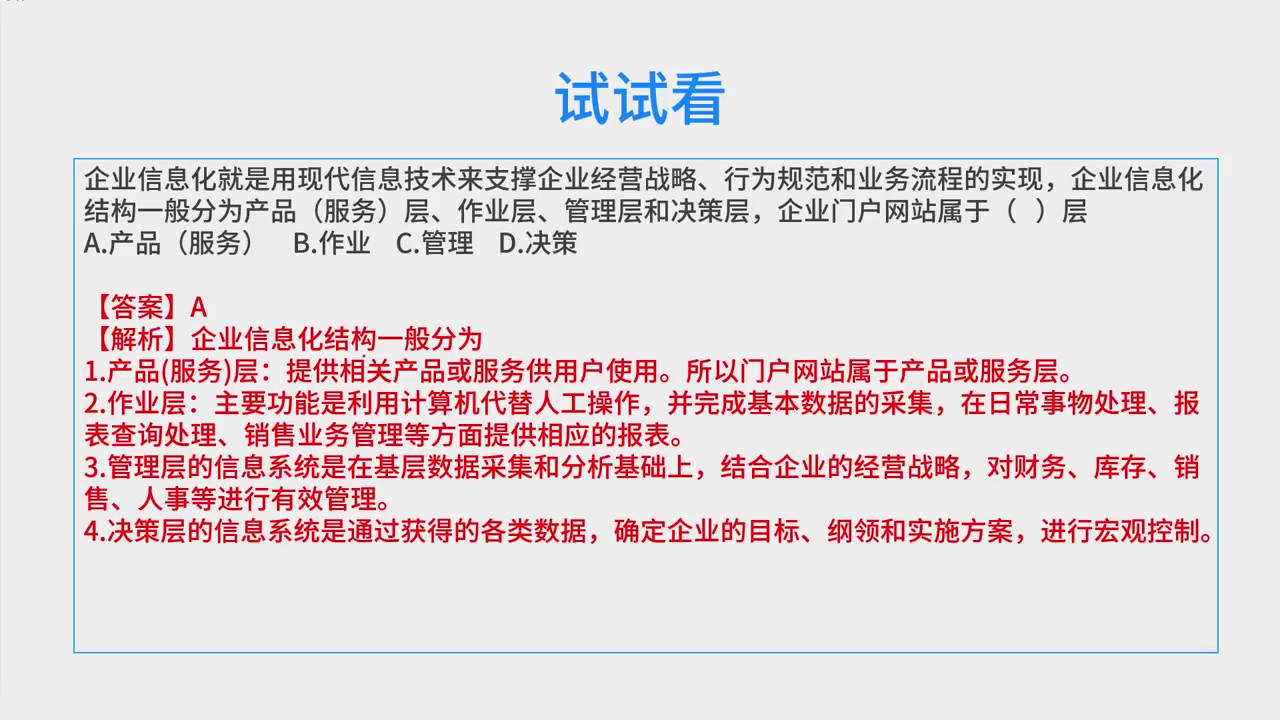 试试看
企业信息化就是用现代信息技术来支撑企业经营战略、行为规范和业务流程的实现，企业信息化
结构一般分为产品（服务）层、作业层、管理层和决策层，企业门户网站属于（ ）层
A.产品（服务） B.作业 C.管理 D.决策
【答案】A
【解析】企业信息化结构一般分为
1.产品(服务)层：提供相关产品或服务供用户使用。所以门户网站属于产品或服务层。
2.作业层：主要功能是利用计算机代替人工操作，并完成基本数据的采集，在日常事物处理、报
表查询处理、销售业务管理等方面提供相应的报表。
3.管理层的信息系统是在基层数据采集和分析基础上，结合企业的经营战略，对财务、库存、销
售、人事等进行有效管理。
4.决策层的信息系统是通过获得的各类数据，确定企业的目标、纲领和实施方案，进行宏观控制。